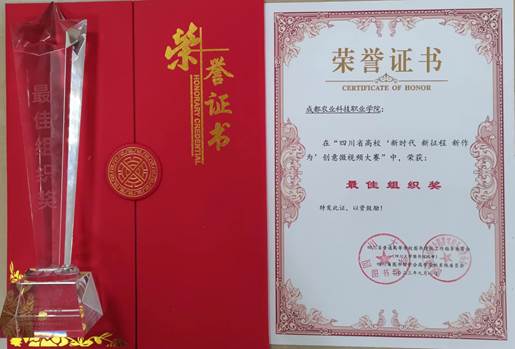 最佳组织奖
荣誉证书
HONORARY CREDENTIAL
荣誉证书
CERTIFICATE OF HONOR
成都农业科技职业学院：
在“四川省高校‘新时代 新征程 新作
为’创意微视频大赛”中，荣获：
最佳组织奖
特发此证，以资鼓励！